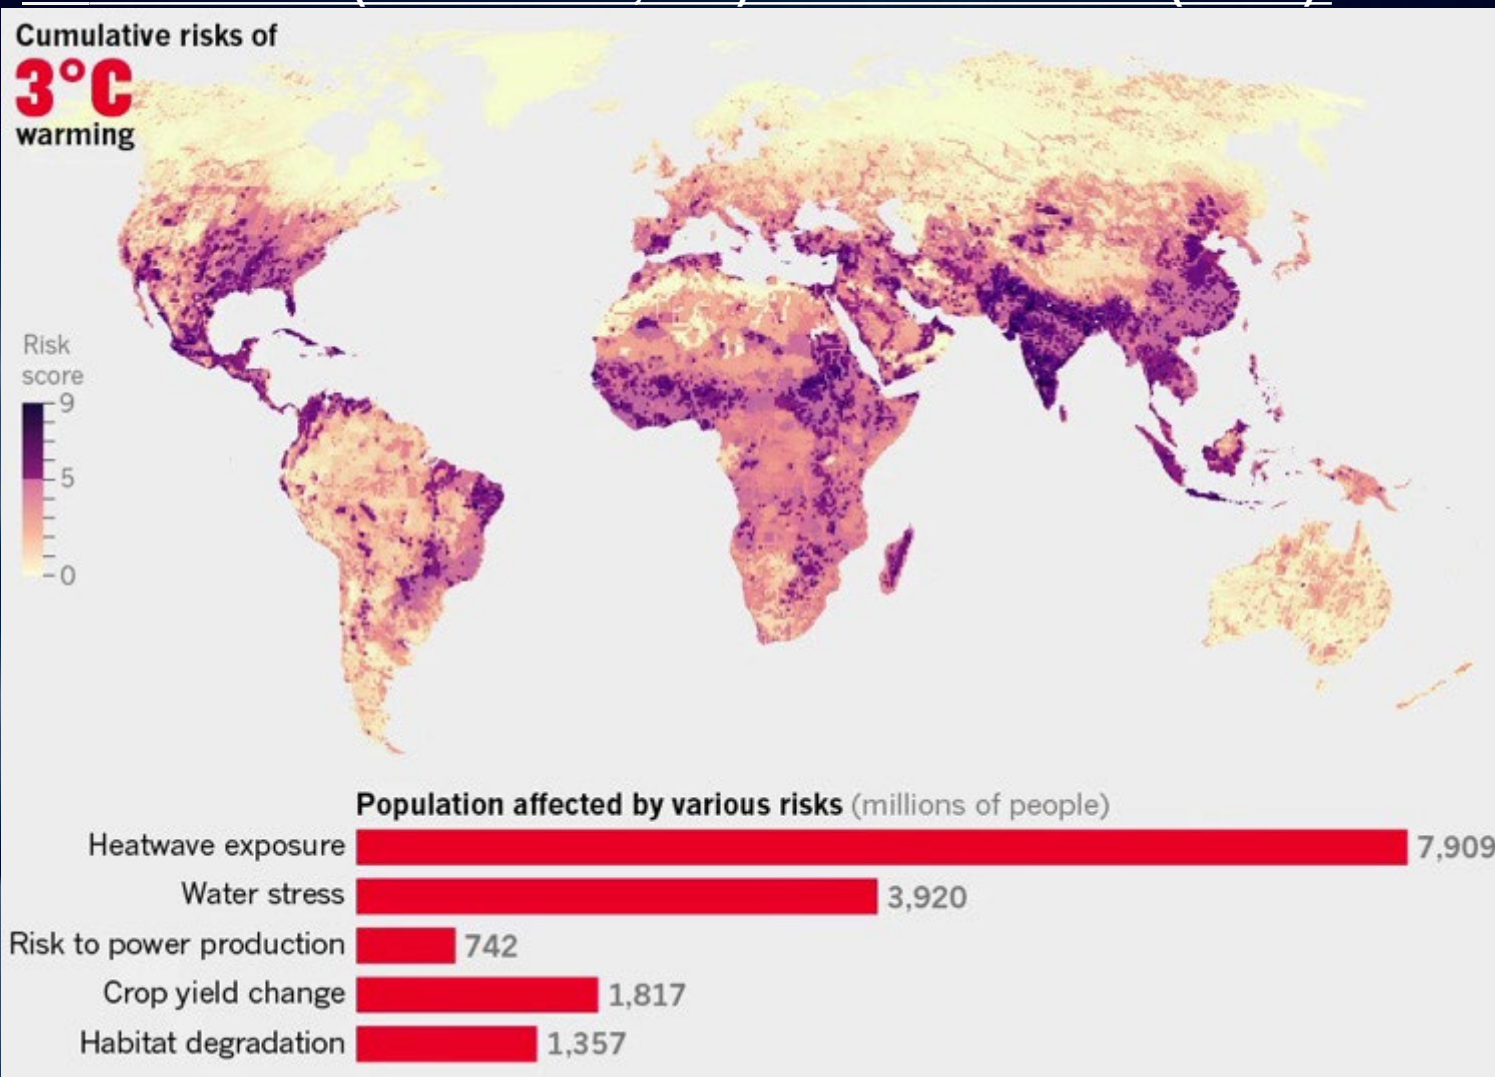 Cumulative risks of
3°C
warming
Risk
score
9
5
0
Population affected by various risks (millions of people)
Heatwave exposure 7,909
Water stress 3,920
Risk to power production 742
Crop yield change 1,817
Habitat degradation 1,357